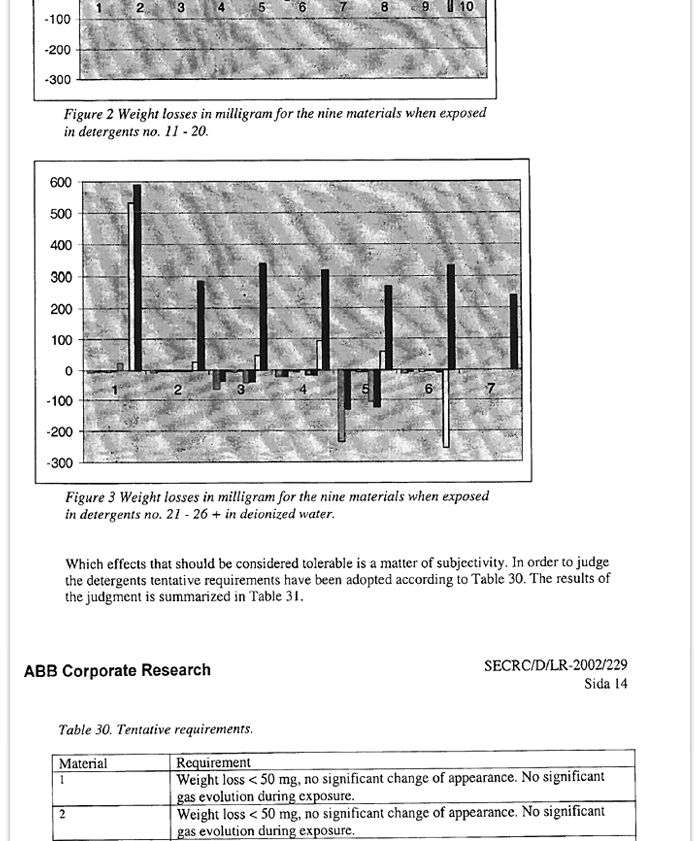 1 2 3 4 5 6 7 8 9 10
-100
-200
-300
Figure 2 Weight losses in milligram for the nine materials when exposed
in detergents no. 11 - 20.
600
500
400
300
200
100
0
1 2 3 4 5 6 7
-100
-200
-300
Figure 3 Weight losses in milligram for the nine materials when exposed
in detergents no. 21 - 26 + in deionized water.
Which effects that should be considered tolerable is a matter of subjectivity. In order to judge
the detergents tentative requirements have been adopted according to Table 30. The results of
the judgment is summarized in Table 31.
ABB Corporate Research
SECRC/D/LR-2002/229
Sida 14
Table 30. Tentative requirements.
Material Requirement
1 Weight loss < 50 mg, no significant change of appearance. No significant
gas evolution during exposure.
2 Weight loss < 50 mg, no significant change of appearance. No significant
gas evolution during exposure.